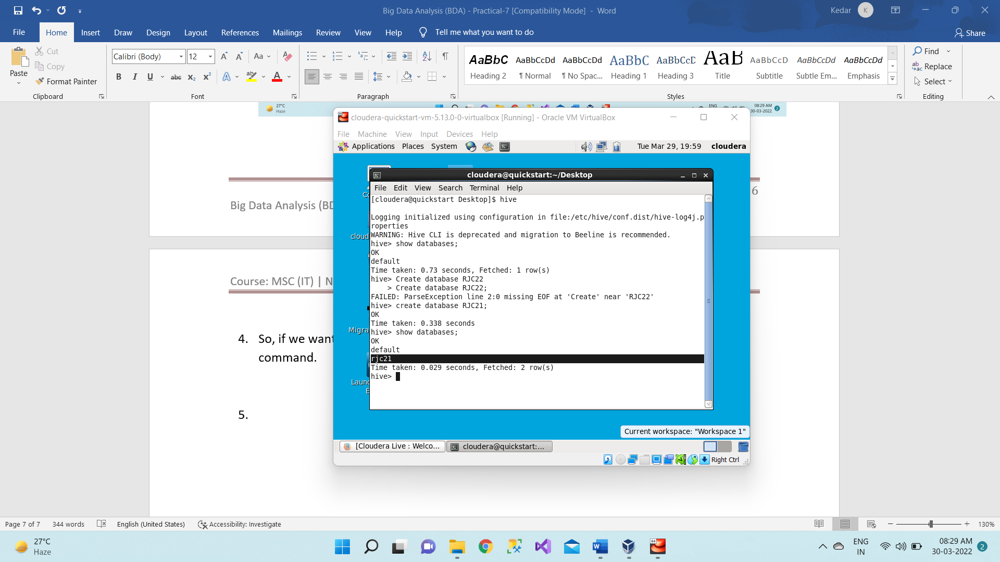 Big Data Analysis (BDA) - Practical-7 [Compatibility Mode] - Word
Kedar
K
File
Home
Insert
Draw
Design
Layout
References
Mailings
Review
View
Help
Tell me what you want to do
Share
Paste
Cut
Copy
Format Painter
Clipboard
Calibri (Body)
12
Font
Paragraph
AaBbC
Heading 2
AaBbCcDd
¶ Normal
AaBbCcDd
¶ No Spac...
AaBbC
Heading 1
AaBbCcD
Heading 3
AaB
Title
AaBbCcD
Subtitle
AaBbCcDd
Subtle Em...
AaBbCcDd
Emphasis
Styles
Find
Replace
Select
Editing
27°C
Haze
ENG
08:29 AM
30-03-2022
2
Big Data Analysis (BD
6
Course: MSC (IT) | N
4. So, if we want
command.
5.
cloudera-quickstart-vm-5.13.0-0-virtualbox [Running] - Oracle VM VirtualBox
File Machine View Input Devices Help
Applications Places System
Tue Mar 29, 19:59 cloudera
cloud
Migra
Laun
E
cloudera@quickstart:~/Desktop
File Edit View Search Terminal Help
[cloudera@quickstart Desktop]$ hive
Logging initialized using configuration in file:/etc/hive/conf.dist/hive-log4j.p
roperties
WARNING: Hive CLI is deprecated and migration to Beeline is recommended.
hive> show databases;
OK
default
Time taken: 0.73 seconds, Fetched: 1 row(s)
hive> Create database RJC22
    > Create database RJC22;
FAILED: ParseException line 2:0 missing EOF at 'Create' near 'RJC22'
hive> create database RJC21;
OK
Time taken: 0.338 seconds
hive> show databases;
OK
default
rjc21
Time taken: 0.029 seconds, Fetched: 2 row(s)
hive>
Current workspace: "Workspace 1"
[Cloudera Live : Welco...
cloudera@quickstart:...
Right Ctrl
Page 7 of 7
344 words
English (United States)
Accessibility: Investigate
130%
27°C
Haze
ENG
IN
08:29 AM
30-03-2022
2